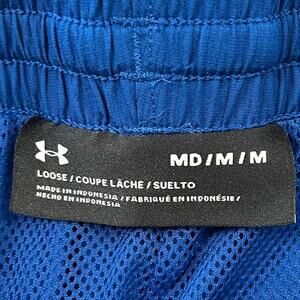 MD/M/M
LOOSE/COUPE LÂCHE/SUELTO
MADE IN INDONESIA/FABRIQUÉ EN INDONÉSIE/
HECHO EN INDONESIA/